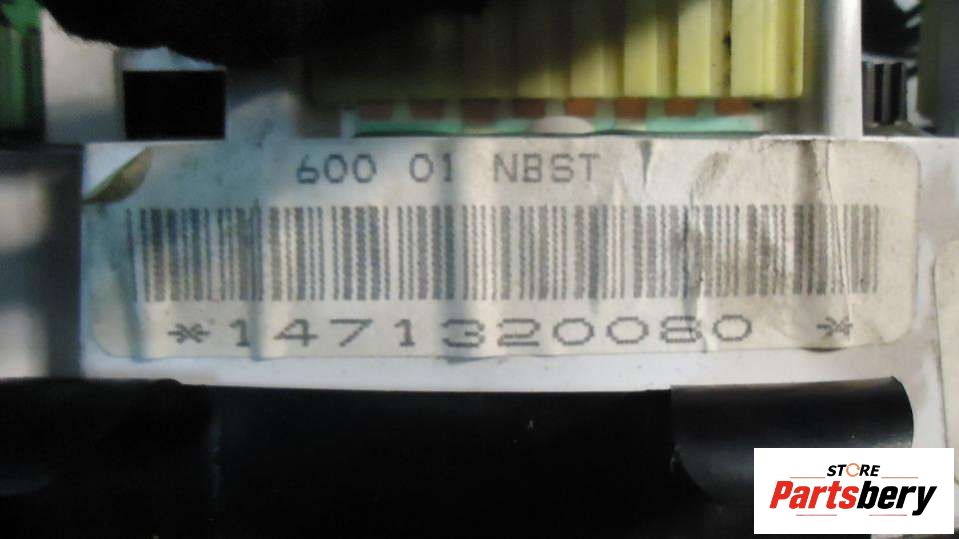 600 01 NBST
*1471320080 *
STORE
Partsbery